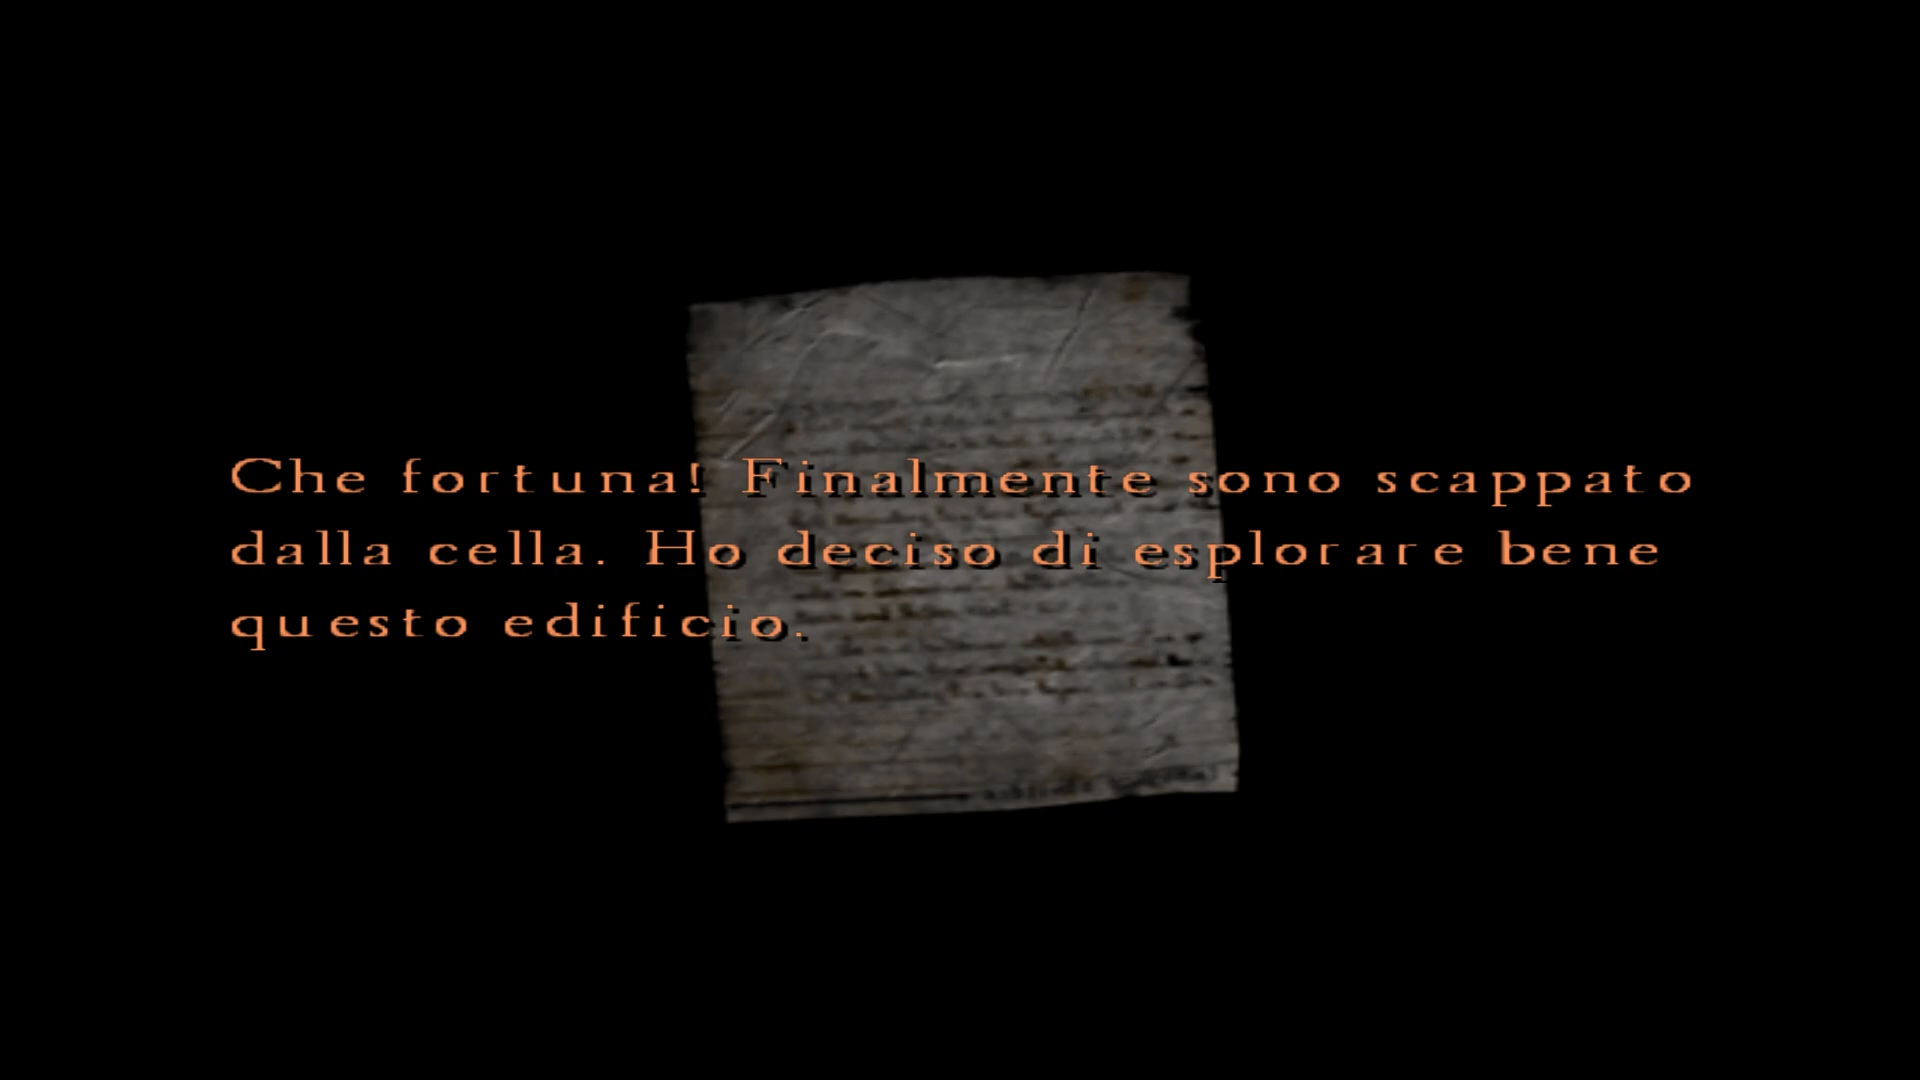 Che fortuna! Finalmente sono scappato
dalla cella. Ho deciso di esplorare bene
questo edificio.